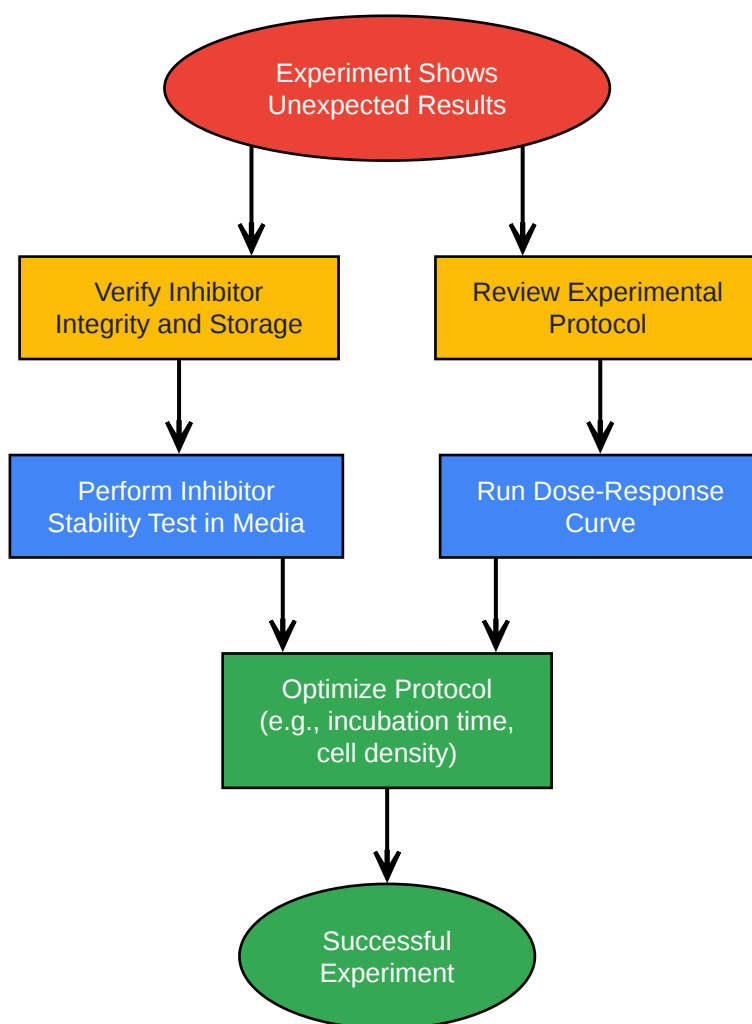 Experiment Shows
Unexpected Results
Verify Inhibitor
Integrity and Storage
Review Experimental
Protocol
Perform Inhibitor
Stability Test in Media
Run Dose-Response
Curve
Optimize Protocol
(e.g., incubation time,
cell density)
Successful
Experiment